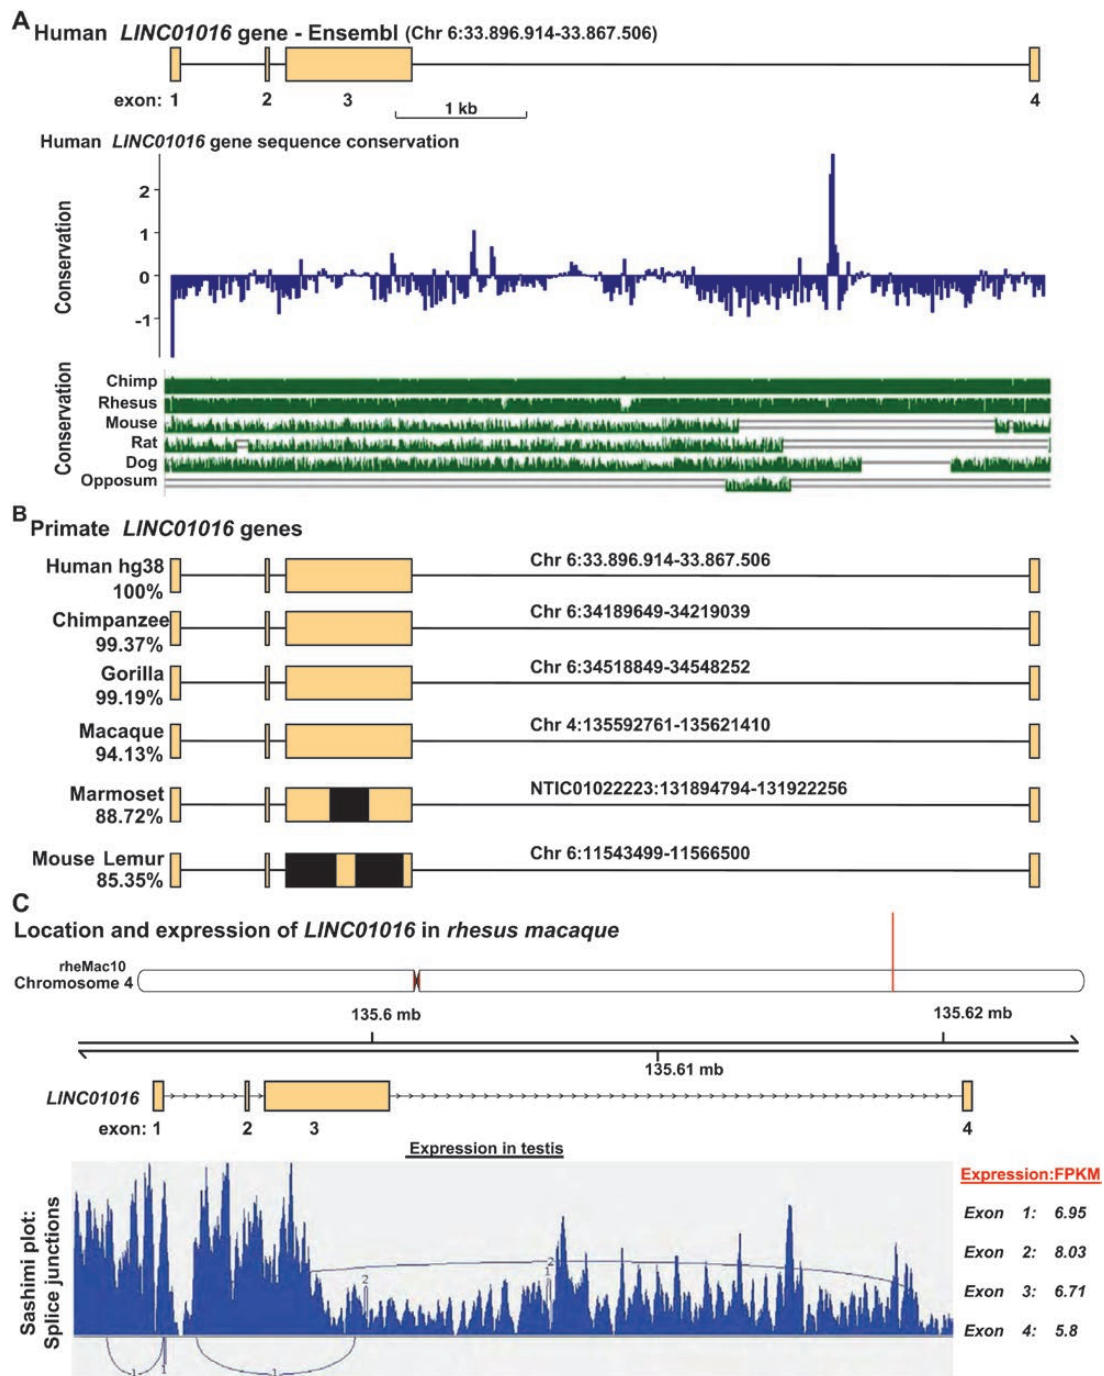 A Human LINC01016 gene - Ensembl (Chr 6:33.896.914-33.867.506)
exon: 1 2 3 4
1 kb
Human LINC01016 gene sequence conservation
Conservation
2
1
0
-1
Conservation
Chimp
Rhesus
Mouse
Rat
Dog
Opposum
B Primate LINC01016 genes
Human hg38
100%
Chr 6:33.896.914-33.867.506
Chimpanzee
99.37%
Chr 6:34189649-34219039
Gorilla
99.19%
Chr 6:34518849-34548252
Macaque
94.13%
Chr 4:135592761-135621410
Marmoset
88.72%
NTIC01022223:131894794-131922256
Mouse Lemur
85.35%
Chr 6:11543499-11566500
C
Location and expression of LINC01016 in rhesus macaque
rheMac10
Chromosome 4
135.6 mb
135.62 mb
135.61 mb
LINC01016
exon: 1 2 3 4
Expression in testis
Sashimi plot:
Splice junctions
2
1
2
1
1
1
Expression:FPKM
Exon 1: 6.95
Exon 2: 8.03
Exon 3: 6.71
Exon 4: 5.8